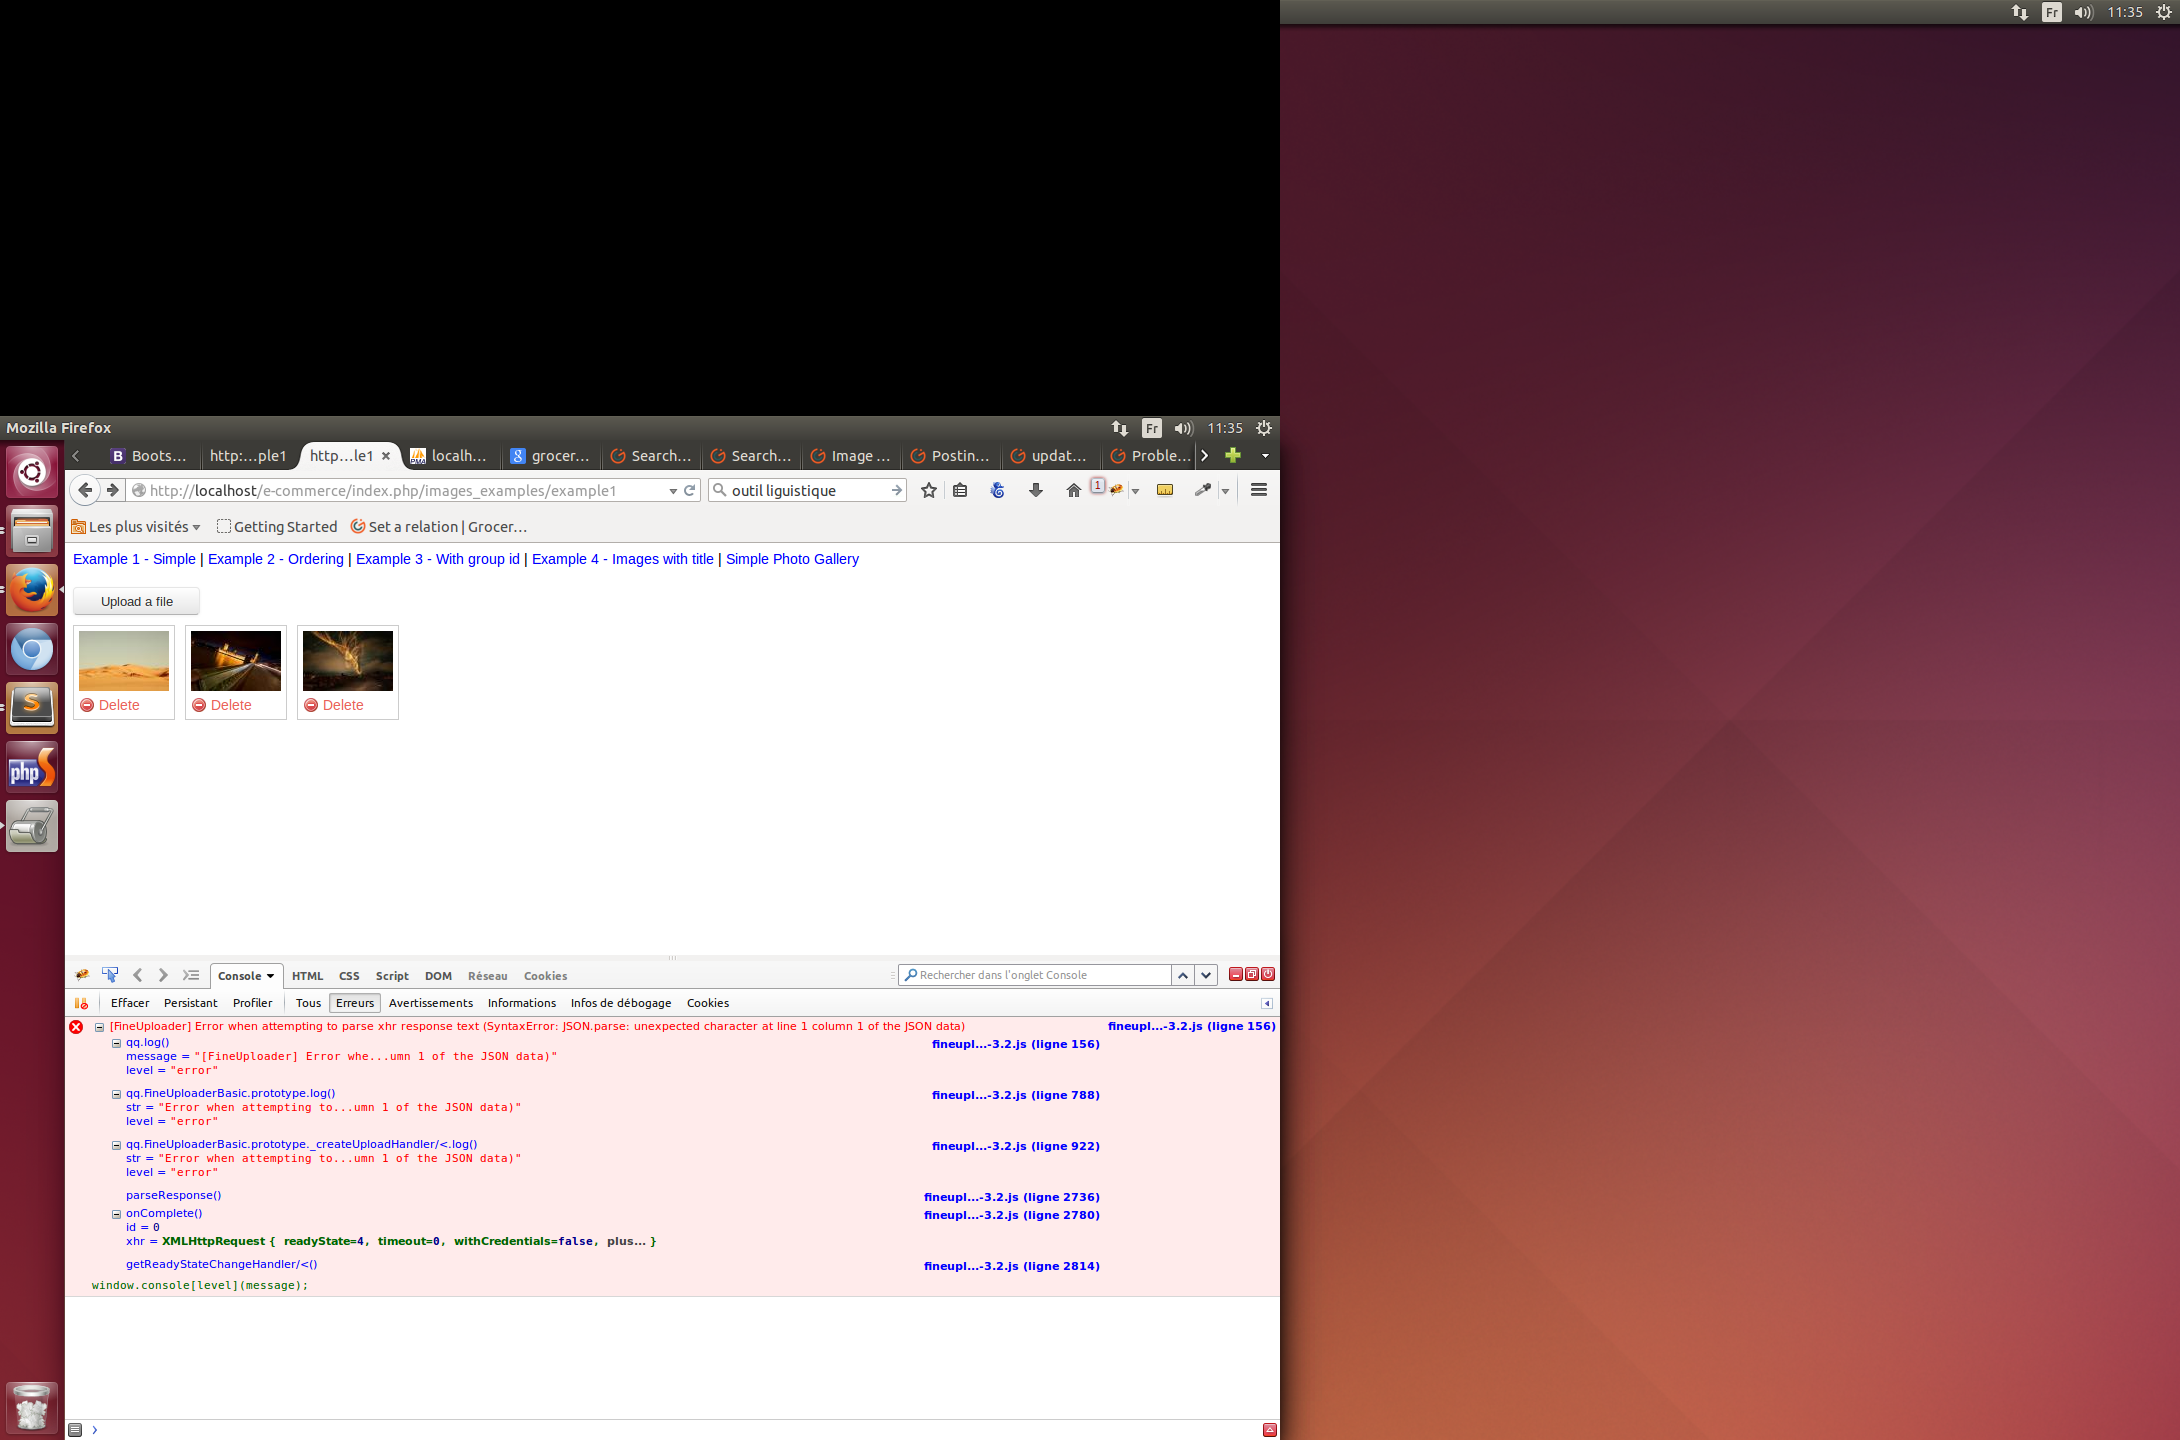 Fr 11:35
Mozilla Firefox Fr 11:35
B Boots... http:...ple1 http...le1 localh... grocer... Search... Search... Image ... Postin... updat... Proble...
http://localhost/e-commerce/index.php/images_examples/example1 outil liguistique 1
Les plus visités Getting Started Set a relation | Grocer...
Example 1 - Simple | Example 2 - Ordering | Example 3 - With group id | Example 4 - Images with title | Simple Photo Gallery
Upload a file
Delete Delete Delete
Console HTML CSS Script DOM Réseau Cookies Rechercher dans l'onglet Console
Effacer Persistant Profiler Tous Erreurs Avertissements Informations Infos de débogage Cookies
[FineUploader] Error when attempting to parse xhr response text (SyntaxError: JSON.parse: unexpected character at line 1 column 1 of the JSON data) fineupl...-3.2.js (ligne 156)
qq.log() fineupl...-3.2.js (ligne 156)
message = "[FineUploader] Error whe...umn 1 of the JSON data)"
level = "error"
qq.FineUploaderBasic.prototype.log() fineupl...-3.2.js (ligne 788)
str = "Error when attempting to...umn 1 of the JSON data)"
level = "error"
qq.FineUploaderBasic.prototype._createUploadHandler/<.log() fineupl...-3.2.js (ligne 922)
str = "Error when attempting to...umn 1 of the JSON data)"
level = "error"
parseResponse() fineupl...-3.2.js (ligne 2736)
onComplete() fineupl...-3.2.js (ligne 2780)
id = 0
xhr = XMLHttpRequest { readyState=4, timeout=0, withCredentials=false, plus... }
getReadyStateChangeHandler/<() fineupl...-3.2.js (ligne 2814)
window.console[level](message);
php